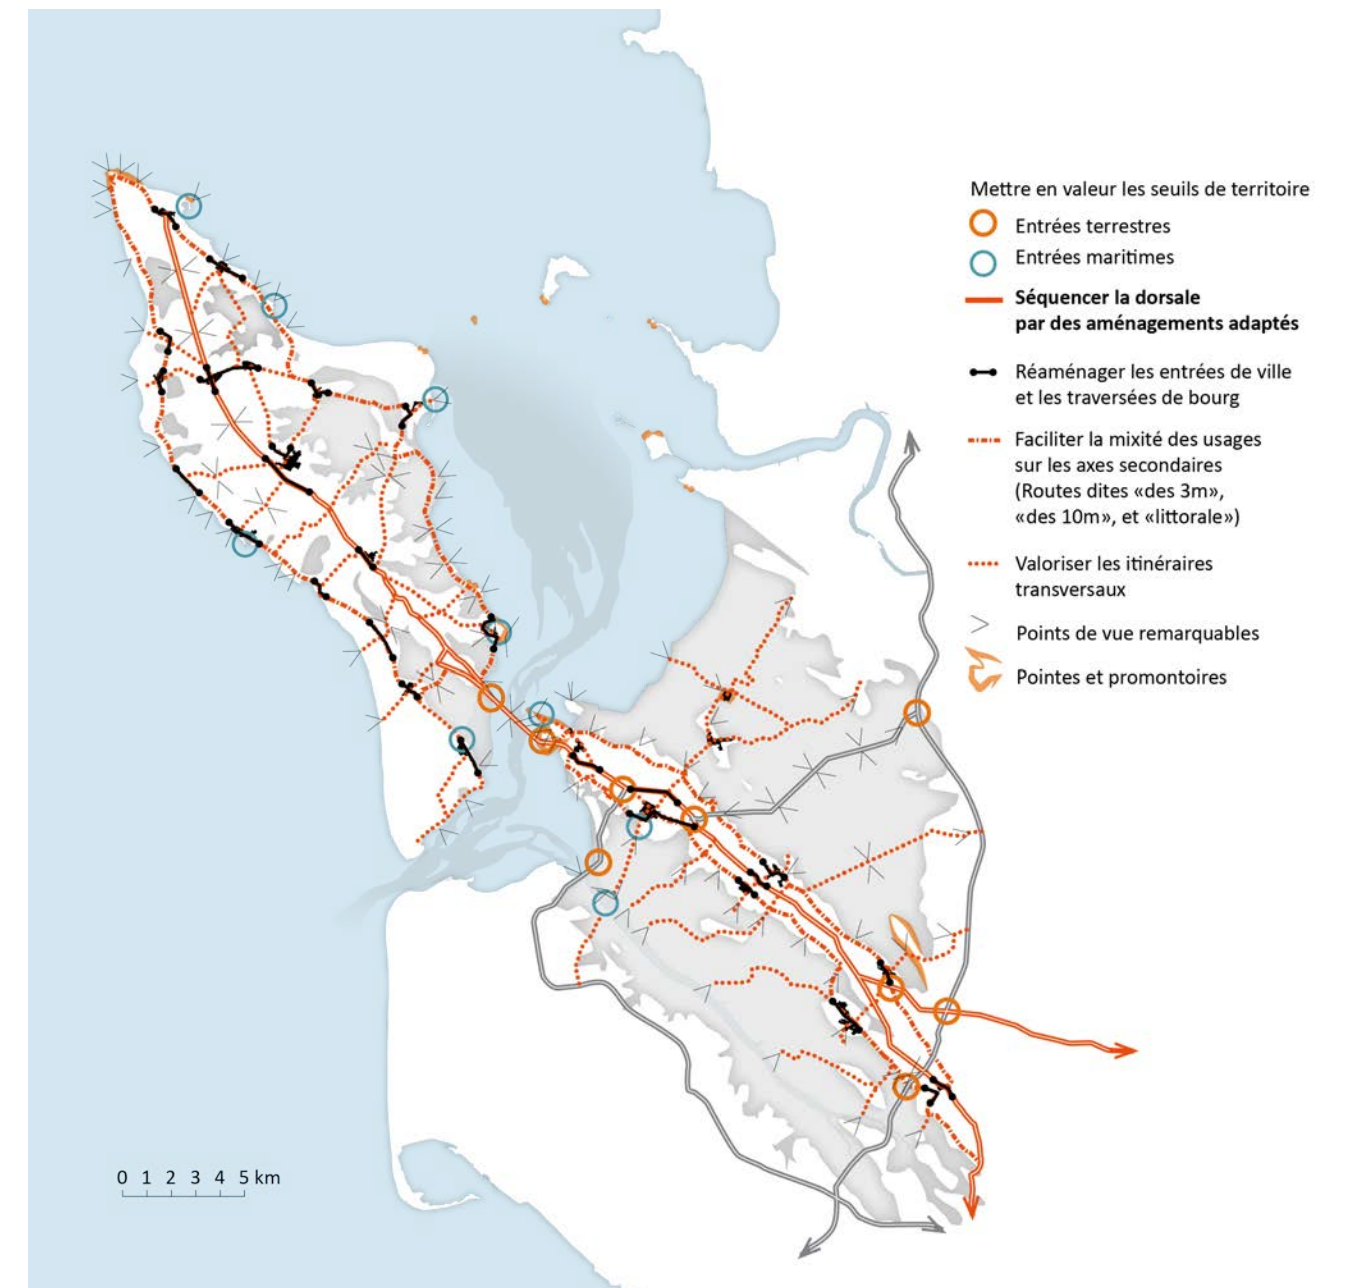 Mettre en valeur les seuils de territoire
Entrées terrestres
Entrées maritimes
Séquencer la dorsale
par des aménagements adaptés
Réaménager les entrées de ville
et les traversées de bourg
Faciliter la mixité des usages
sur les axes secondaires
(Routes dites «des 3m»,
«des 10m», et «littorale»)
Valoriser les itinéraires
transversaux
Points de vue remarquables
Pointes et promontoires
0 1 2 3 4 5 km